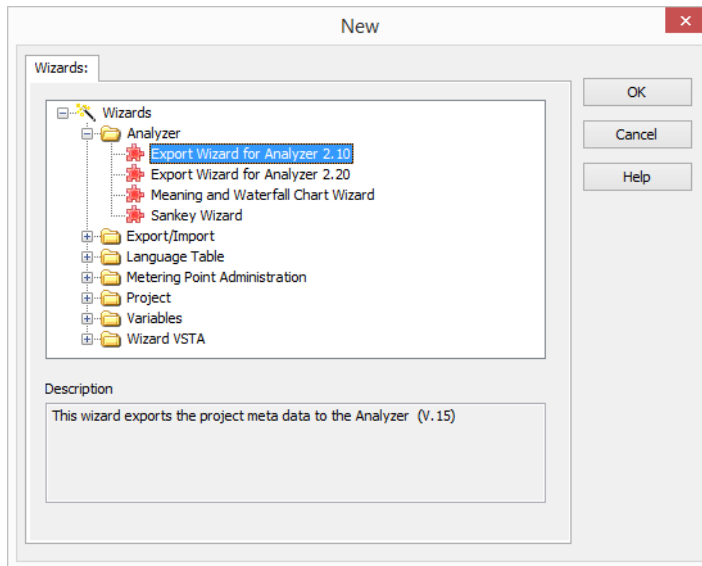 New
Wizards:
OK
Wizards
Analyzer
Cancel
Export Wizard for Analyzer 2.10
Export Wizard for Analyzer 2.20
Help
Meaning and Waterfall Chart Wizard
Sankey Wizard
Export/Import
Language Table
Metering Point Administration
Project
Variables
Wizard VSTA
Description
This wizard exports the project meta data to the Analyzer (V.15)